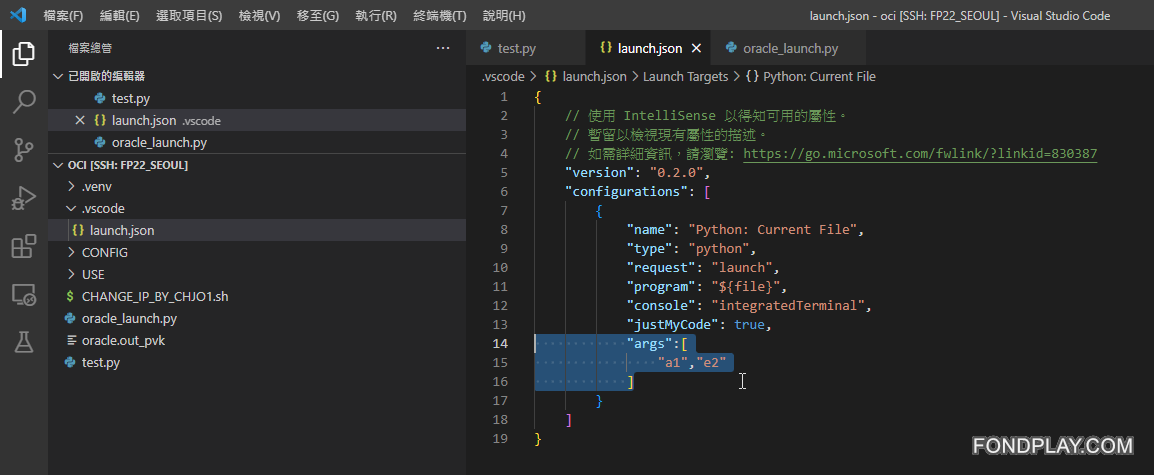 檔案(F) 編輯(E) 選取項目(S) 檢視(V) 移至(G) 執行(R) 終端機(T) 說明(H) launch.json - oci [SSH: FP22_SEOUL] - Visual Studio Code
檔案總管 ...
已開啟的編輯器
test.py
launch.json .vscode
oracle_launch.py
OCI [SSH: FP22_SEOUL]
.venv
.vscode
launch.json
CONFIG
USE
CHANGE_IP_BY_CHJO1.sh
oracle_launch.py
oracle.out_pvk
test.py
test.py launch.json oracle_launch.py
.vscode > {} launch.json > Launch Targets > {} Python: Current File
1 {
2 // 使用 IntelliSense 以得知可用的屬性。
3 // 暫留以檢視現有屬性的描述。
4 // 如需詳細資訊，請瀏覽: https://go.microsoft.com/fwlink/?linkid=830387
5 "version": "0.2.0",
6 "configurations": [
7 {
8 "name": "Python: Current File",
9 "type": "python",
10 "request": "launch",
11 "program": "${file}",
12 "console": "integratedTerminal",
13 "justMyCode": true,
14 "args":[
15 "a1","e2"
16 ]
17 }
18 ]
19 }
FONDPLAY.COM